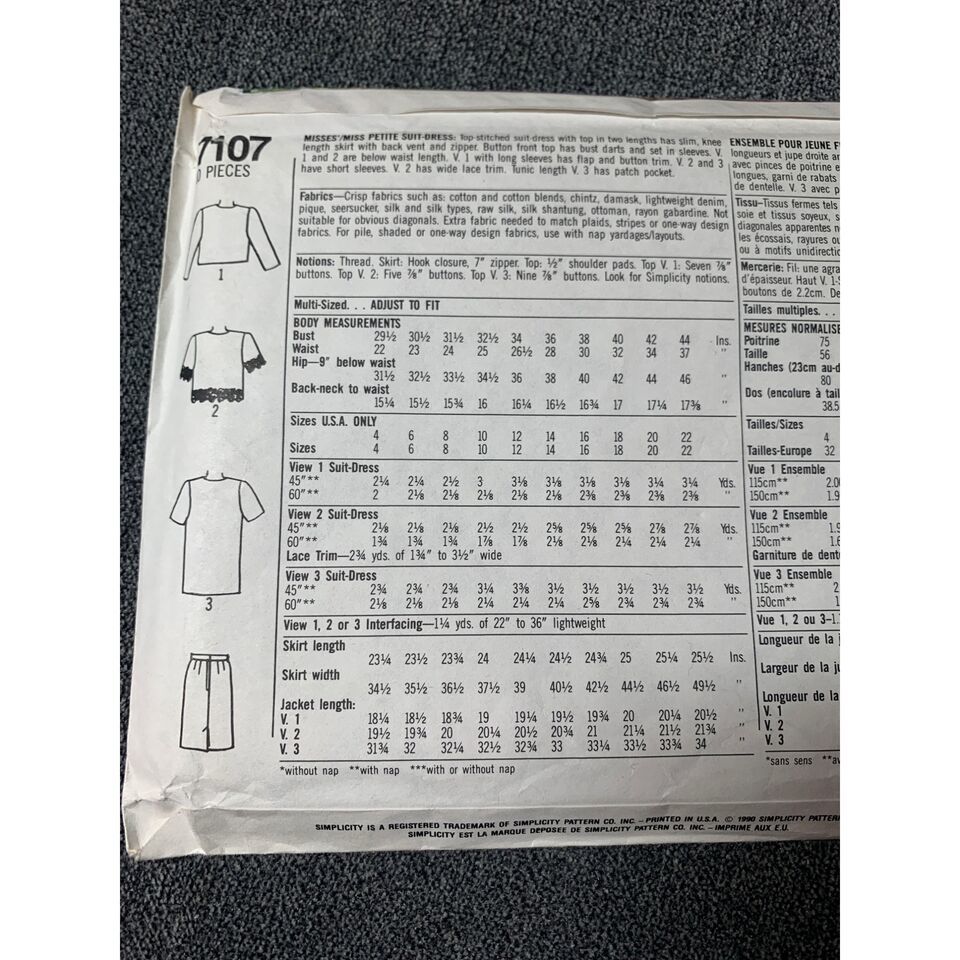 7107
PIECES
1
2
3
MISSES'/MISS PETITE SUIT-DRESS: Top-stitched suit-dress with top in two lengths has slim, knee
length skirt with back vent and zipper. Button front top has bust darts and set in sleeves. V.
1 and 2 are below waist length. V. 1 with long sleeves has flap and button trim. V. 2 and 3
have short sleeves. V. 2 has wide lace trim. Tunic length V. 3 has patch pocket.
Fabrics—Crisp fabrics such as: cotton and cotton blends, chintz, damask, lightweight denim,
pique, seersucker, silk and silk types, raw silk, silk shantung, ottoman, rayon gabardine. Not
suitable for obvious diagonals. Extra fabric needed to match plaids, stripes or one-way design
fabrics. For pile, shaded or one-way design fabrics, use with nap yardages/layouts.
Notions: Thread. Skirt: Hook closure, 7" zipper. Top: ½" shoulder pads. Top V. 1: Seven ⅞"
buttons. Top V. 2: Five ⅞" buttons. Top V. 3: Nine ⅞" buttons. Look for Simplicity notions.
Multi-Sized. . . ADJUST TO FIT
BODY MEASUREMENTS
Bust 29½ 30½ 31½ 32½ 34 36 38 40 42 44 Ins.
Waist 22 23 24 25 26½ 28 30 32 34 37 "
Hip—9" below waist
31½ 32½ 33½ 34½ 36 38 40 42 44 46 "
Back-neck to waist
15¼ 15½ 15¾ 16 16¼ 16½ 16¾ 17 17¼ 17⅜ "
Sizes U.S.A. ONLY
4 6 8 10 12 14 16 18 20 22
Sizes 4 6 8 10 12 14 16 18 20 22
View 1 Suit-Dress
45"** 2¼ 2¼ 2½ 3 3⅛ 3⅛ 3⅛ 3⅛ 3¼ 3¼ Yds.
60"** 2 2⅛ 2⅛ 2⅛ 2⅛ 2⅛ 2⅜ 2⅜ 2⅜ 2⅜ "
View 2 Suit-Dress
45"** 2⅛ 2⅛ 2⅛ 2½ 2½ 2⅝ 2⅝ 2⅝ 2⅞ 2⅞ Yds.
60"** 1¾ 1¾ 1¾ 1⅞ 1⅞ 2⅛ 2⅛ 2¼ 2¼ 2¼ "
Lace Trim—2¾ yds. of 1¾" to 3½" wide
View 3 Suit-Dress
45"** 2¾ 2¾ 2¾ 3¼ 3⅜ 3½ 3½ 3½ 3½ 3⅝ Yds.
60"** 2⅛ 2⅛ 2¼ 2¼ 2¼ 2¼ 2⅝ 2¾ 2¾ 2¾ "
View 1, 2 or 3 Interfacing—1¼ yds. of 22" to 36" lightweight
Skirt length
23¼ 23½ 23¾ 24 24¼ 24½ 24¾ 25 25¼ 25½ Ins.
Skirt width
34½ 35½ 36½ 37½ 39 40½ 42½ 44½ 46½ 49½ "
Jacket length:
V. 1 18¼ 18½ 18¾ 19 19¼ 19½ 19¾ 20 20¼ 20½ "
V. 2 19½ 19¾ 20 20¼ 20½ 20¾ 21 21¼ 21½ 21¾ "
V. 3 31¾ 32 32¼ 32½ 32¾ 33 33¼ 33½ 33¾ 34 "
*without nap **with nap ***with or without nap
ENSEMBLE POUR JEUNE F
longueurs et jupe droite
avec pinces de poitrine e
longues, garni de rabats
de dentelle. V. 3 avec p
Tissu—Tissus fermes tels
soie et tissus soyeux, s
diagonales apparentes n
les écossais, rayures ou
ou à motifs unidirecti
Mercerie: Fil: une agra
d'épaisseur. Haut V. 1:
boutons de 2.2cm. De
Tailles multiples. . .
MESURES NORMALISE
Poitrine 75
Taille 56
Hanches (23cm au-d
80
Dos (encolure à tail
38.5
Tailles/Sizes
4
Tailles-Europe 32
Vue 1 Ensemble
115cm** 2.0
150cm** 1.9
Vue 2 Ensemble
115cm** 1.9
150cm** 1.6
Garniture de dent
Vue 3 Ensemble
115cm** 2
150cm** 1
Vue 1, 2 ou 3—1.
Longueur de la j
Largeur de la ju
Longueur de la
V. 1
V. 2
V. 3
*sans sens **av
SIMPLICITY IS A REGISTERED TRADEMARK OF SIMPLICITY PATTERN CO. INC. – PRINTED IN U.S.A. © 1990 SIMPLICITY PATTER
SIMPLICITY EST LA MARQUE DEPOSEE DE SIMPLICITY PATTERN CO. INC. – IMPRIME AUX E.U.